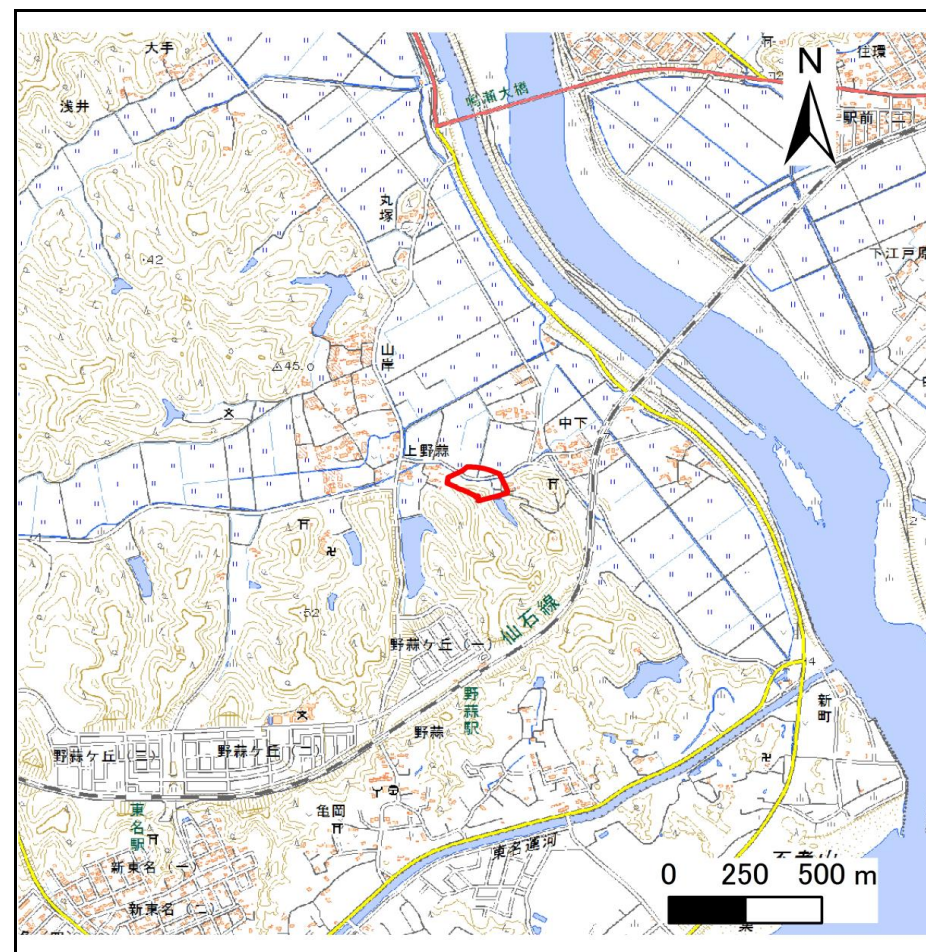 大手
住環
浅井
鳴瀬大橋
N
駅前(二)
丸塚
下江戸原
・42
山岸
△45.0
中下
上野蒜
・52
仙石線
野蒜ケ丘(一)
野蒜駅
新町
野蒜
野蒜ケ丘(三)
野蒜ケ丘(二)
亀岡
東名駅
東名運河
新東名(一)
新東名(二)
0 250 500 m